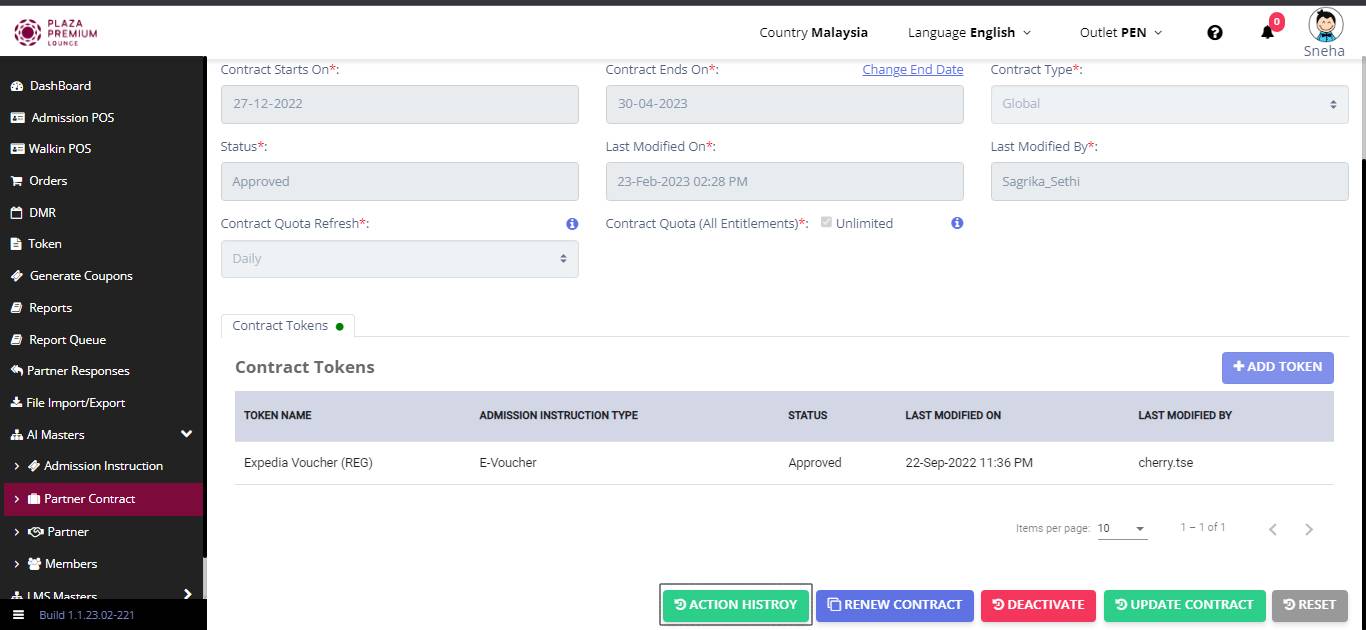 PLAZA
PREMIUM
LOUNGE
Country Malaysia
Language English
Outlet PEN
0
Sneha
DashBoard
Admission POS
Walkin POS
Orders
DMR
Token
Generate Coupons
Reports
Report Queue
Partner Responses
File Import/Export
AI Masters
Admission Instruction
Partner Contract
Partner
Members
LMS Masters
Build 1.1.23.02-221
Contract Starts On*:
27-12-2022
Contract Ends On*:
Change End Date
30-04-2023
Contract Type*:
Global
Status*:
Approved
Last Modified On*:
23-Feb-2023 02:28 PM
Last Modified By*:
Sagrika_Sethi
Contract Quota Refresh*:
Daily
Contract Quota (All Entitlements)*: Unlimited
Contract Tokens
Contract Tokens
ADD TOKEN
TOKEN NAME ADMISSION INSTRUCTION TYPE STATUS LAST MODIFIED ON LAST MODIFIED BY
Expedia Voucher (REG) E-Voucher Approved 22-Sep-2022 11:36 PM cherry.tse
Items per page: 10 1 – 1 of 1
ACTION HISTROY RENEW CONTRACT DEACTIVATE UPDATE CONTRACT RESET